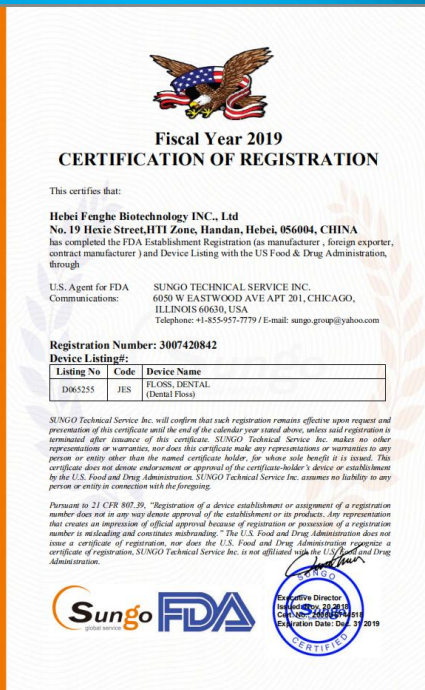 Fiscal Year 2019
CERTIFICATION OF REGISTRATION
This certifies that:
Hebei Fenghe Biotechnology INC., Ltd
No. 19 Hexie Street,HTI Zone, Handan, Hebei, 056004, CHINA
has completed the FDA Establishment Registration (as manufacturer , foreign exporter,
contract manufacturer ) and Device Listing with the US Food & Drug Administration,
through
U.S. Agent for FDA SUNGO TECHNICAL SERVICE INC.
Communications: 6050 W EASTWOOD AVE APT 201, CHICAGO,
ILLINOIS 60630, USA
Telephone: +1-855-957-7779 / E-mail: sungo.group@yahoo.com
Registration Number: 3007420842
Device Listing#:
Listing No Code Device Name
D065255 JES FLOSS, DENTAL
(Dental Floss)
SUNGO Technical Service Inc. will confirm that such registration remains effective upon request and
presentation of this certificate until the end of the calendar year stated above, unless said registration is
terminated after issuance of this certificate. SUNGO Technical Service Inc. makes no other
representations or warranties, nor does this certificate make any representations or warranties to any
person or entity other than the named certificate holder, for whose sole benefit it is issued. This
certificate does not denote endorsement or approval of the certificate-holder's device or establishment
by the U.S. Food and Drug Administration. SUNGO Technical Service Inc. assumes no liability to any
person or entity in connection with the foregoing.
Pursuant to 21 CFR 807.39, "Registration of a device establishment or assignment of a registration
number does not in any way denote approval of the establishment or its products. Any representation
that creates an impression of official approval because of registration or possession of a registration
number is misleading and constitutes misbranding." The U.S. Food and Drug Administration does not
issue a certificate of registration, nor does the U.S. Food and Drug Administration recognize a
certificate of registration, SUNGO Technical Service Inc. is not affiliated with the U.S. Food and Drug
Administration.
SUNGO
Executive Director
Issued: Nov. 20,2018
Cert. No.:
Expiration Date: Dec. 31 2019
CERTIFIED
Sungo
global service
FDA